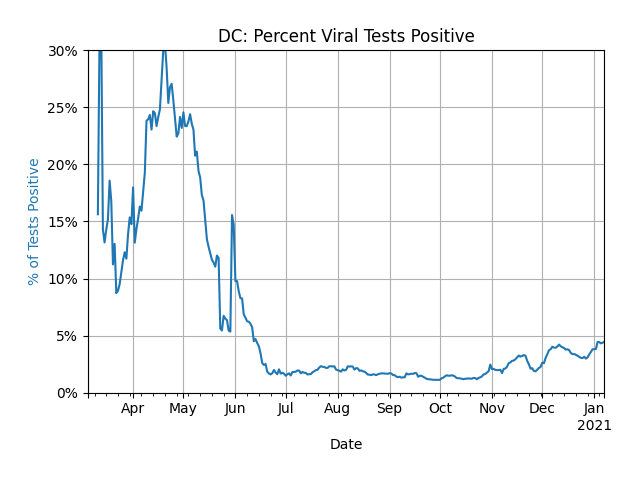 DC: Percent Viral Tests Positive
30%
25%
20%
15%
10%
5%
0%
% of Tests Positive
Apr May Jun Jul Aug Sep Oct Nov Dec Jan
2021
Date